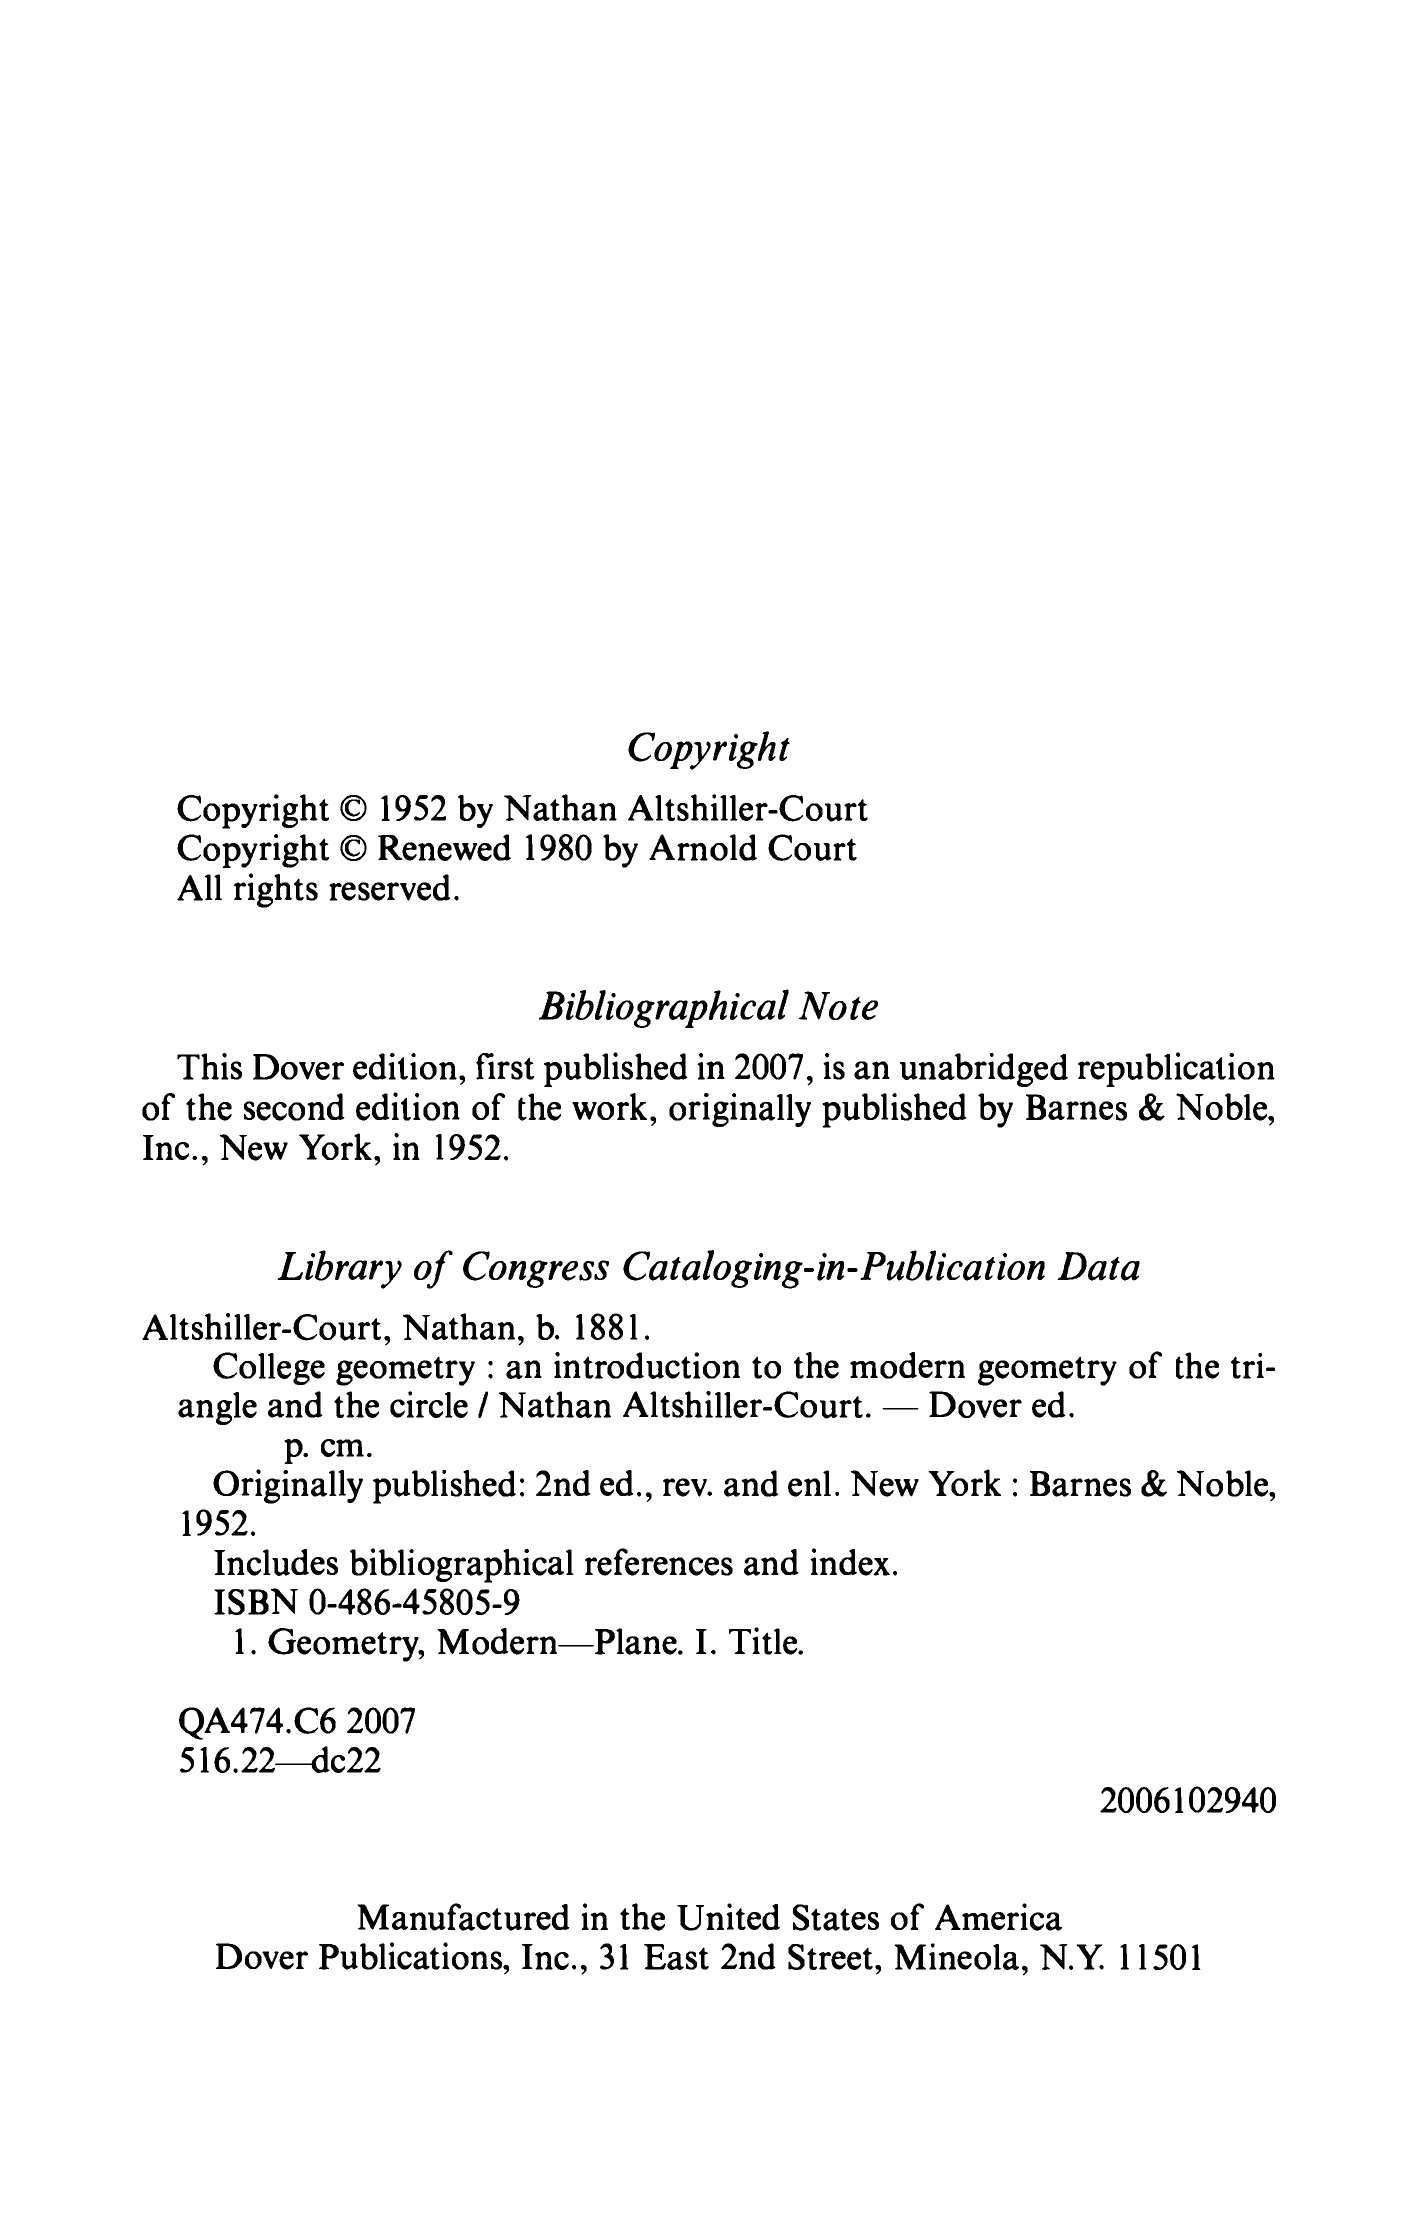 Copyright
Copyright © 1952 by Nathan Altshiller-Court
Copyright © Renewed 1980 by Arnold Court
All rights reserved.
Bibliographical Note
This Dover edition, first published in 2007, is an unabridged republication
of the second edition of the work, originally published by Barnes & Noble,
Inc., New York, in 1952.
Library of Congress Cataloging-in-Publication Data
Altshiller-Court, Nathan, b. 1881.
College geometry : an introduction to the modern geometry of the tri-
angle and the circle / Nathan Altshiller-Court. — Dover ed.
p. cm.
Originally published: 2nd ed., rev. and enl. New York : Barnes & Noble,
1952.
Includes bibliographical references and index.
ISBN 0-486-45805-9
1. Geometry, Modern—Plane. I. Title.
QA474.C6 2007
516.22—dc22
2006102940
Manufactured in the United States of America
Dover Publications, Inc., 31 East 2nd Street, Mineola, N.Y. 11501